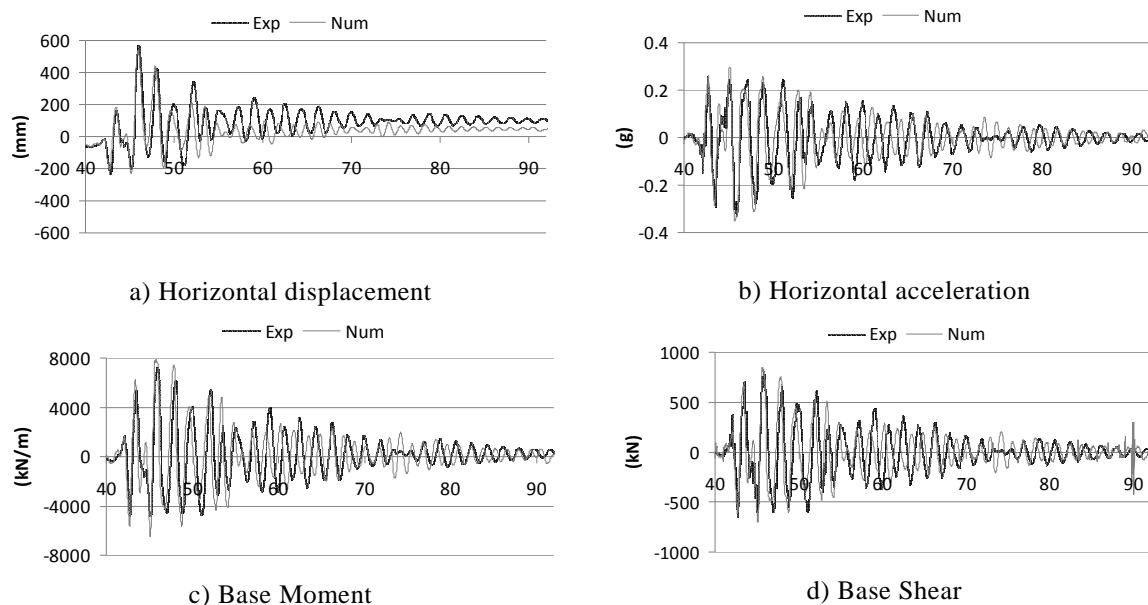 Exp Num
600
400
200
0
-200
-400
-600
(mm)
40 50 60 70 80 90
a) Horizontal displacement
Exp Num
0.4
0.2
0
-0.2
-0.4
(g)
40 50 60 70 80 90
b) Horizontal acceleration
Exp Num
8000
4000
0
-4000
-8000
(kN/m)
40 50 60 70 80 90
c) Base Moment
Exp Num
1000
500
0
-500
-1000
(kN)
40 50 60 70 80 90
d) Base Shear